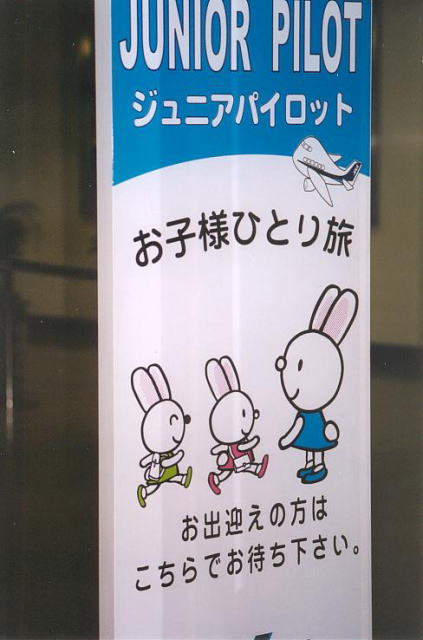 JUNIOR PILOT
ジュニアパイロット
お子様ひとり旅
お出迎えの方は
こちらでお待ち下さい。